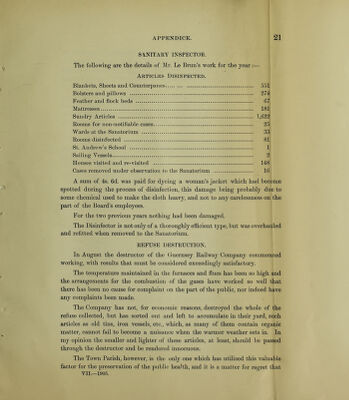 APPENDICE. 21
SANITARY INSPECTOR.
The following are the details of Mr. Le Brun's work for the year :—
ARTICLES DISINFECTED.
Blankets, Sheets and Counterpanes 551
Bolsters and pillows 274
Feather and flock beds 67
Mattresses 181
Sundry Articles 1,622
Rooms for non-notifiable cases 25
Wards at the Sanatorium 33
Rooms disinfected 81
St. Andrew's School 1
Sailing Vessels 2
Houses visited and re-visited 148
Cases removed under observation to the Sanatorium 16
A sum of 4s. 6d. was paid for dyeing a woman's jacket which had become
spotted during the process of disinfection, this damage being probably due to
some chemical used to make the cloth heavy, and not to any carelessness on the
part of the Board's employees.
For the two previous years nothing had been damaged.
The Disinfector is not only of a thoroughly efficient type, but was overhauled
and refitted when removed to the Sanatorium.
REFUSE DESTRUCTION.
In August the destructor of the Guernsey Railway Company commenced
working, with results that must be considered exceedingly satisfactory.
The temperature maintained in the furnaces and flues has been so high and
the arrangements for the combustion of the gases have worked so well that
there has been no cause for complaint on the part of the public, nor indeed have
any complaints been made.
The Company has not, for economic reasons, destroyed the whole of the
refuse collected, but has sorted out and left to accumulate in their yard, such
articles as old tins, iron vessels, etc., which, as many of them contain organic
matter, cannot fail to become a nuisance when the warmer weather sets in. In
my opinion the smaller and lighter of these articles, at least, should be passed
through the destructor and be rendered innocuous.
The Town Parish, however, is the only one which has utilised this valuable
factor for the preservation of the public health, and it is a matter for regret that
VII.—1905.